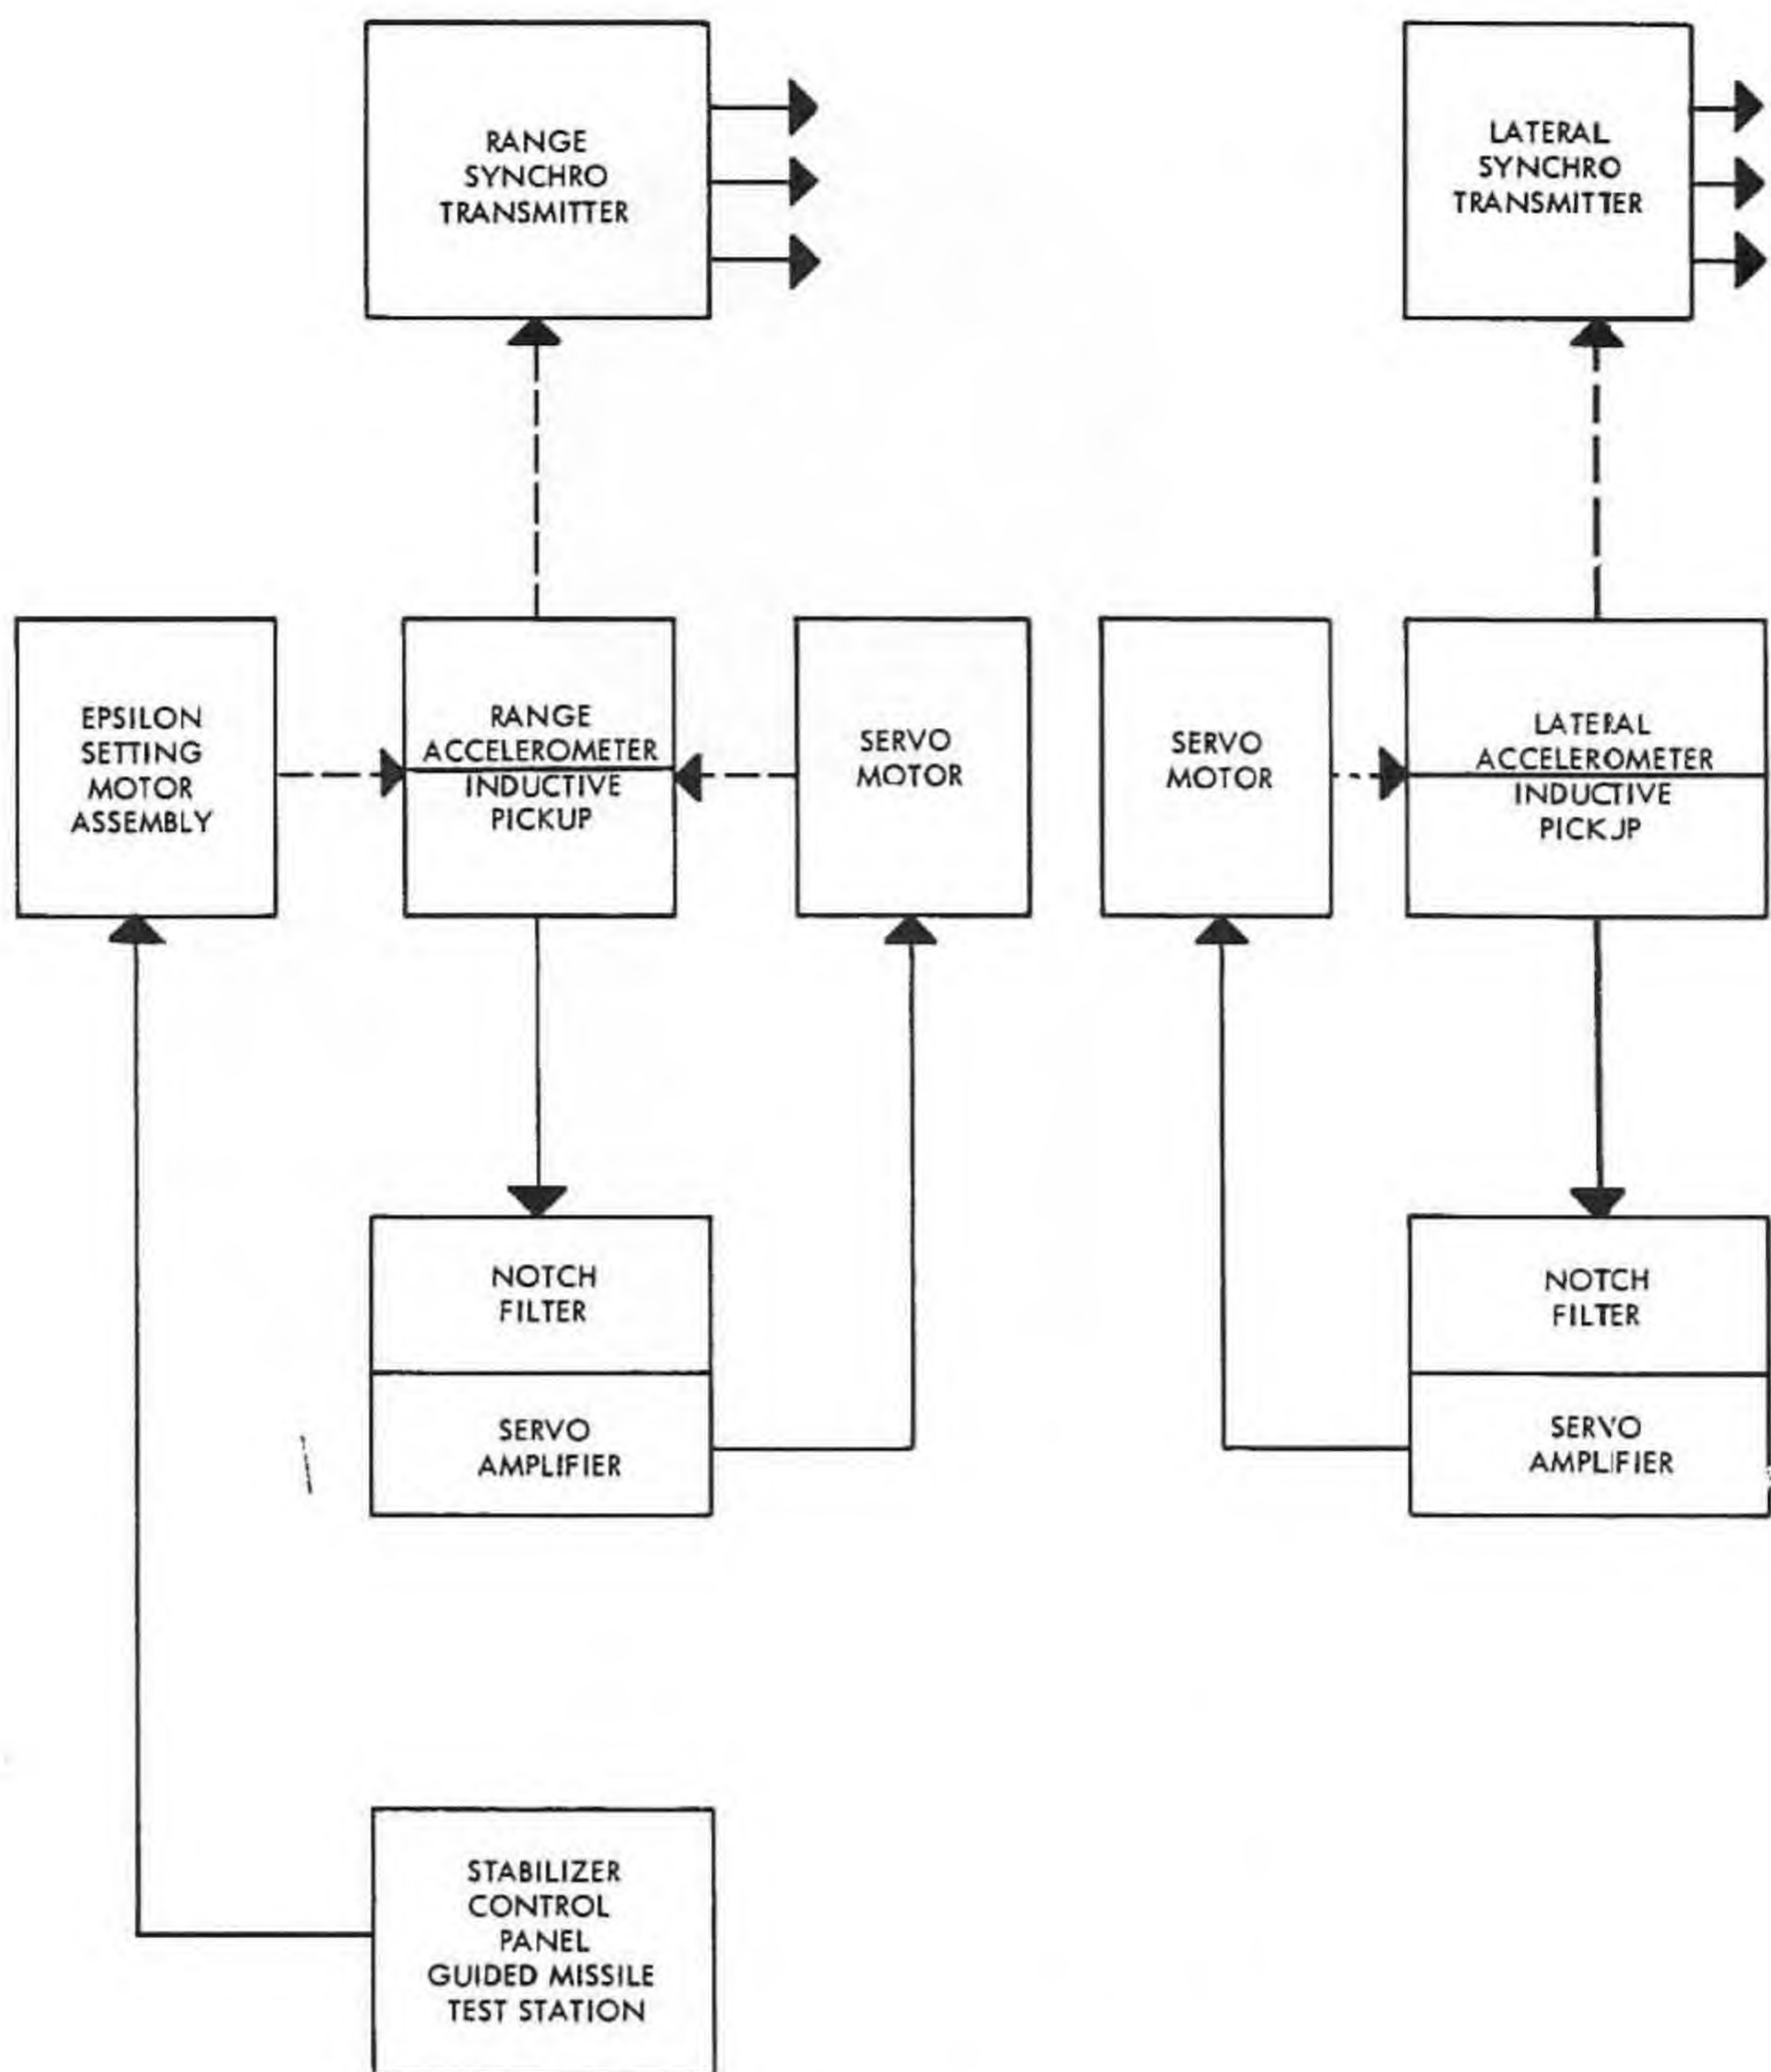 RANGE
SYNCHRO
TRANSMITTER
LATERAL
SYNCHRO
TRANSMITTER
EPSILON
SETTING
MOTOR
ASSEMBLY
RANGE
ACCELEROMETER
INDUCTIVE
PICKUP
SERVO
MOTOR
SERVO
MOTOR
LATERAL
ACCELEROMETER
INDUCTIVE
PICKUP
NOTCH
FILTER
SERVO
AMPLIFIER
NOTCH
FILTER
SERVO
AMPLIFIER
STABILIZER
CONTROL
PANEL
GUIDED MISSILE
TEST STATION